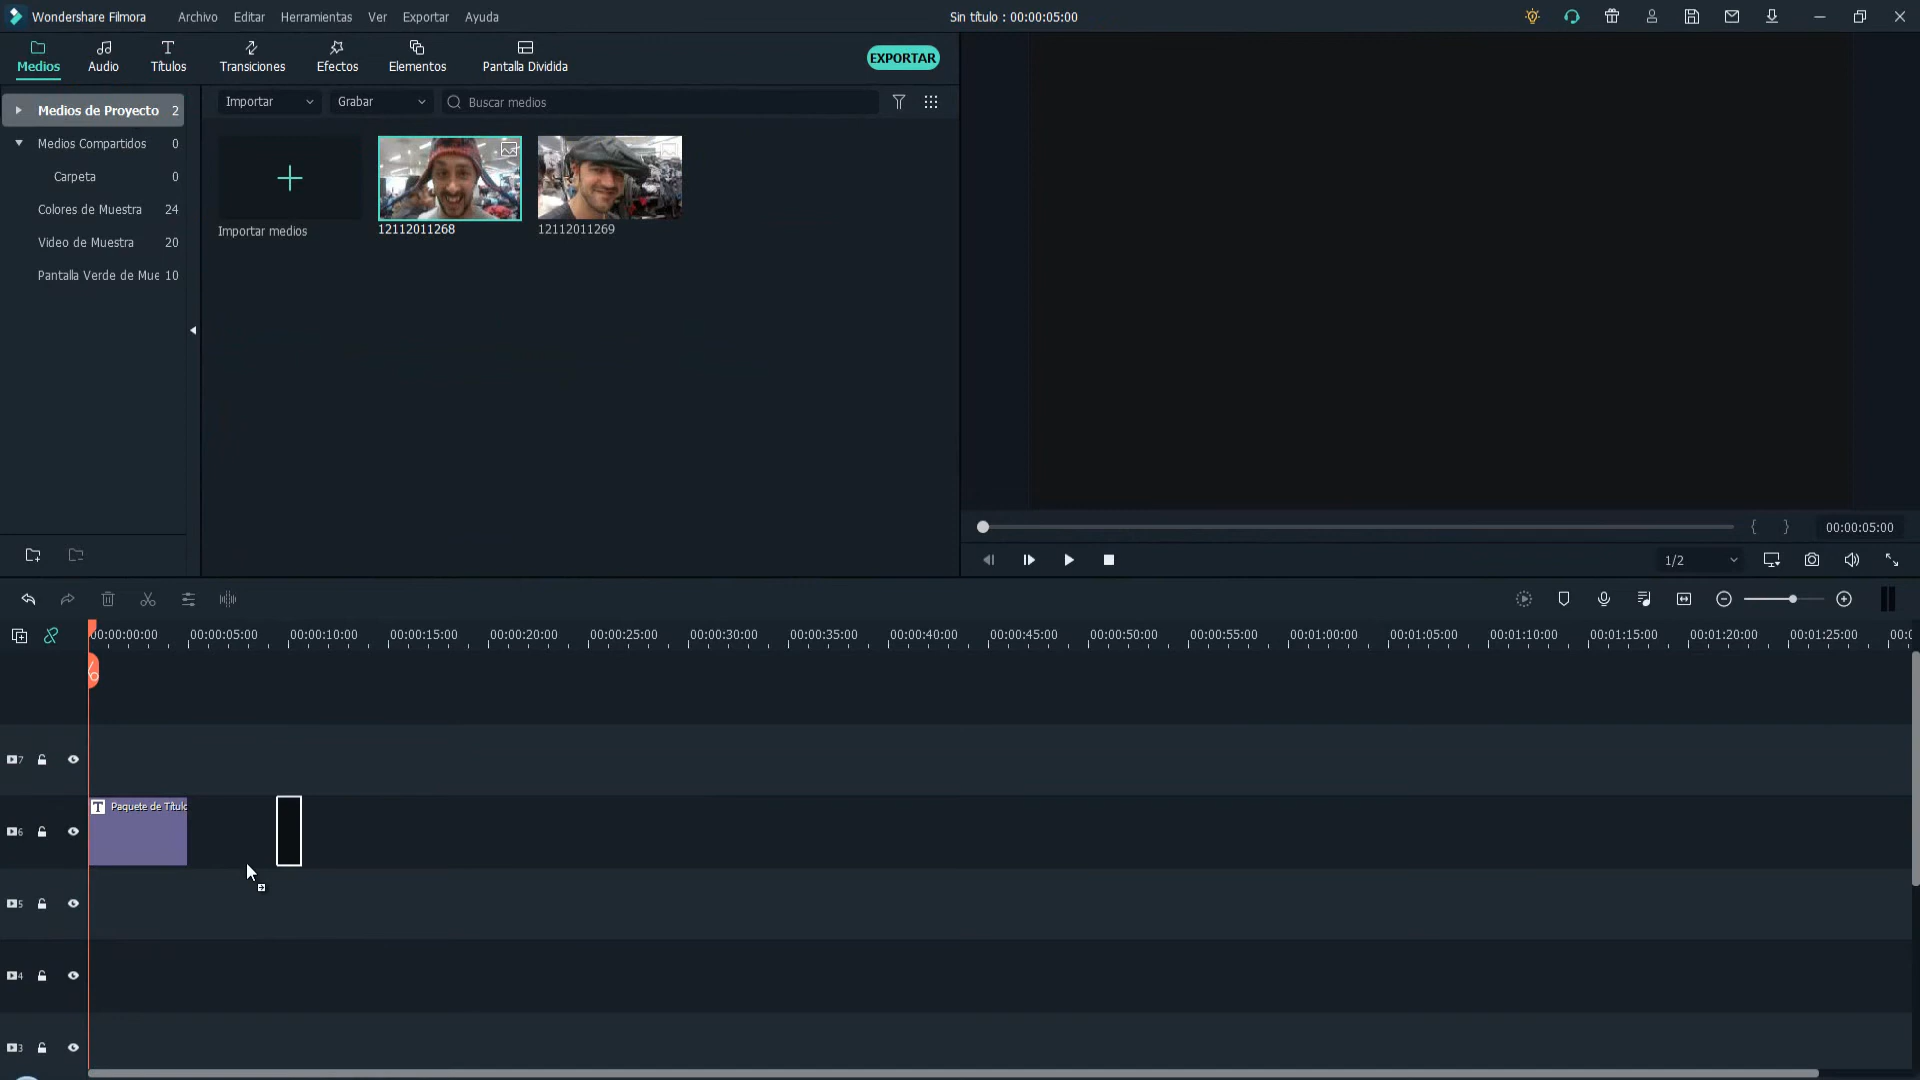 Wondershare Filmora
Archivo Editar Herramientas Ver Exportar Ayuda
Sin título : 00:00:05:00
Medios Audio Títulos Transiciones Efectos Elementos Pantalla Dividida
EXPORTAR
Medios de Proyecto 2
Medios Compartidos 0
Carpeta 0
Colores de Muestra 24
Video de Muestra 20
Pantalla Verde de Mue 10
Importar
Grabar
Buscar medios
Importar medios
12112011268
12112011269
{ } 00:00:05:00
1/2
00:00:00:00 00:00:05:00 00:00:10:00 00:00:15:00 00:00:20:00 00:00:25:00 00:00:30:00 00:00:35:00 00:00:40:00 00:00:45:00 00:00:50:00 00:00:55:00 00:01:00:00 00:01:05:00 00:01:10:00 00:01:15:00 00:01:20:00 00:01:25:00
7
6
T Paquete de Título
5
4
3